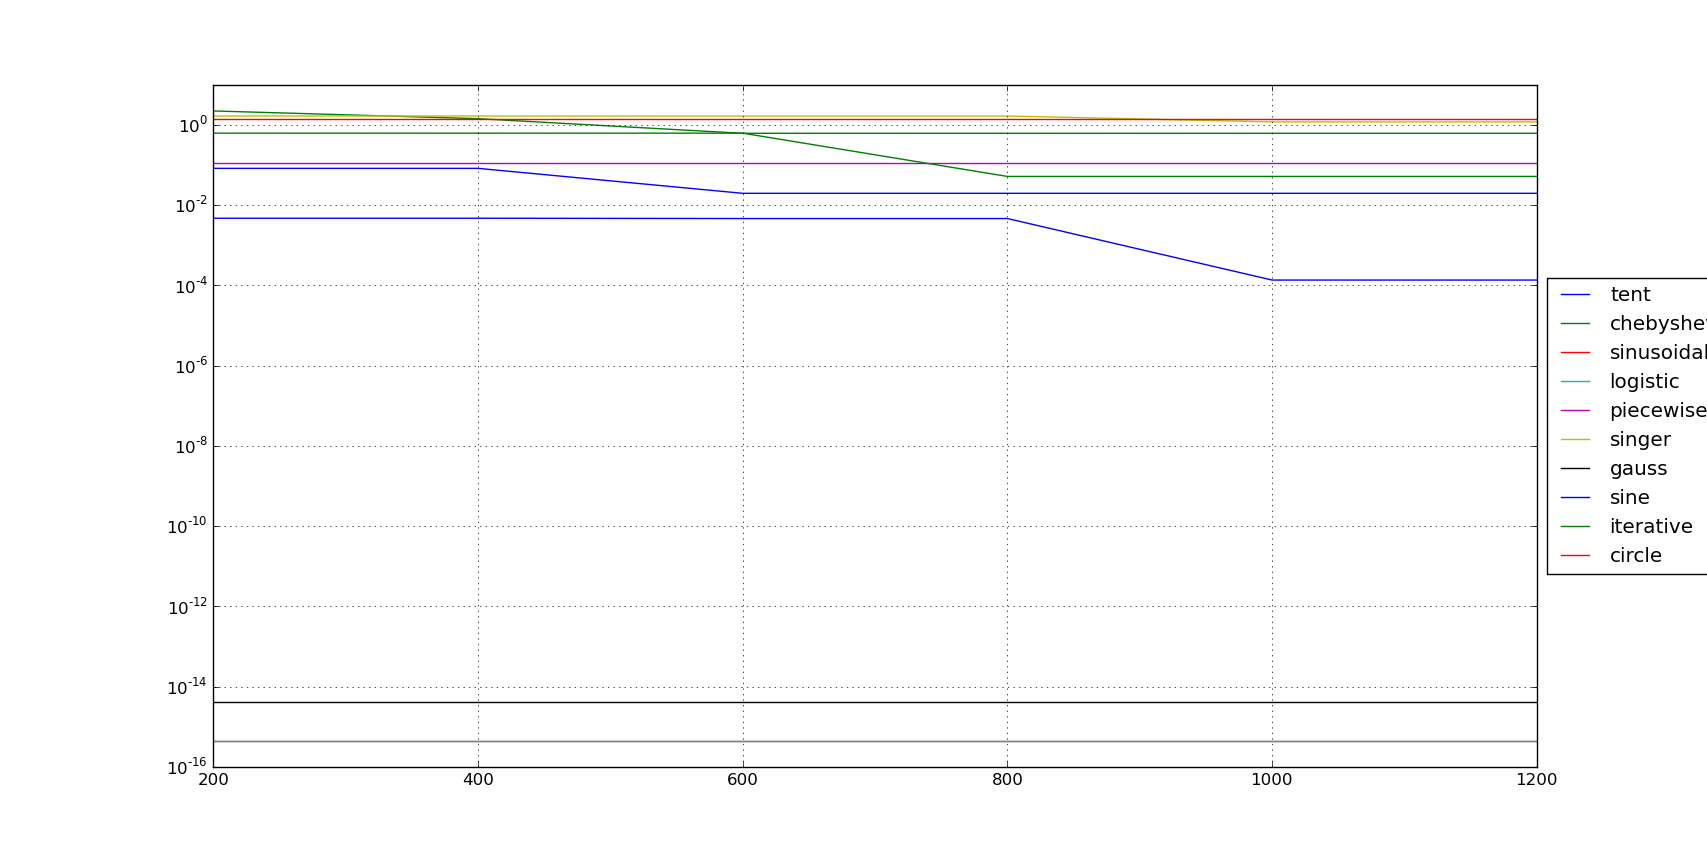 10^0
10^-2
10^-4
10^-6
10^-8
10^-10
10^-12
10^-14
10^-16
200 400 600 800 1000 1200
tent
chebyshe
sinusoidal
logistic
piecewise
singer
gauss
sine
iterative
circle